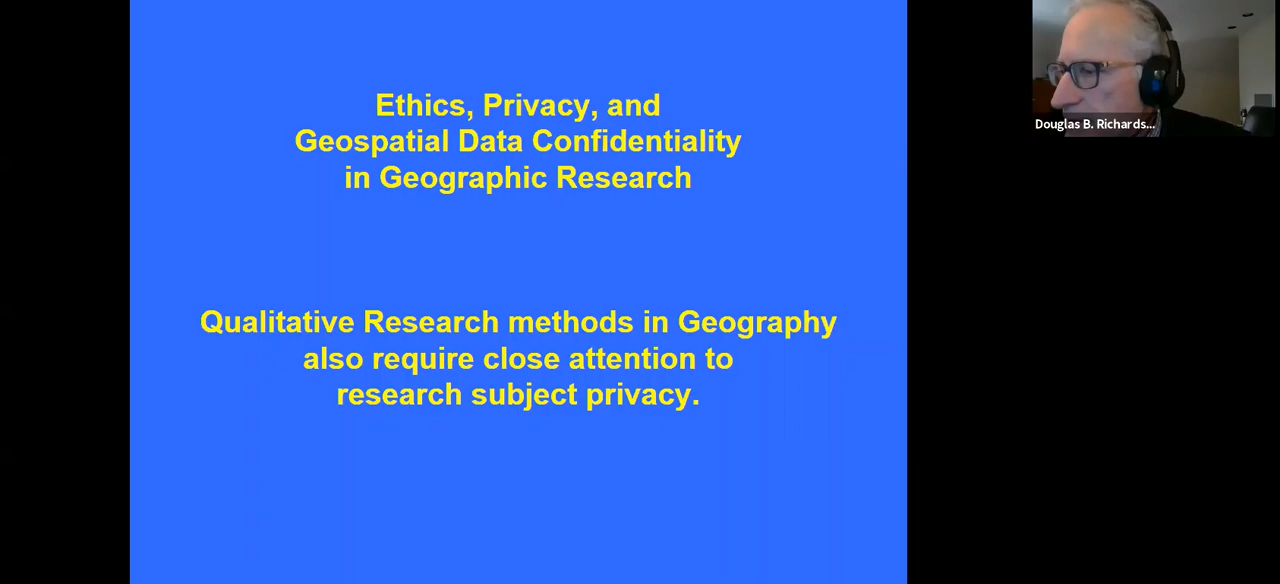 Ethics, Privacy, and
Geospatial Data Confidentiality
in Geographic Research
Qualitative Research methods in Geography
also require close attention to
research subject privacy.
Douglas B. Richards...